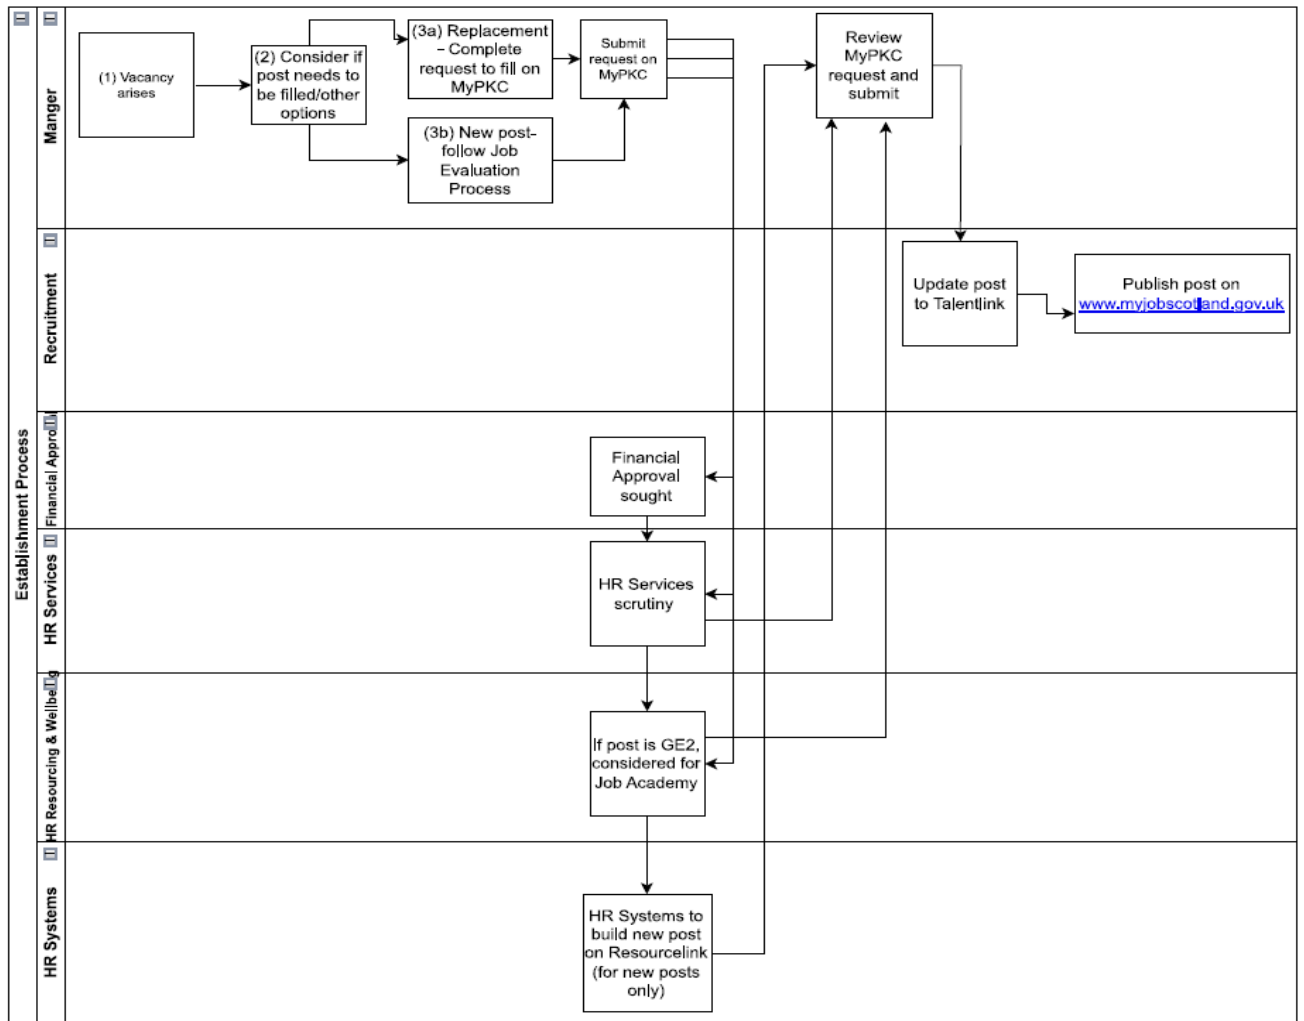 Establishment Process
Manger
(1) Vacancy
arises
(2) Consider if
post needs to
be filled/other
options
(3a) Replacement
– Complete
request to fill on
MyPKC
(3b) New post–
follow Job
Evaluation
Process
Submit
request on
MyPKC
Review
MyPKC
request and
submit
Recruitment
Update post
to Talentlink
Publish post on
www.myjobscotland.gov.uk
Financial
Financial
Approval
sought
HR Services
HR Services
scrutiny
HR Resourcing &
If post is GE2,
considered for
Job Academy
HR Systems
HR Systems to
build new post
on Resourcelink
(for new posts
only)